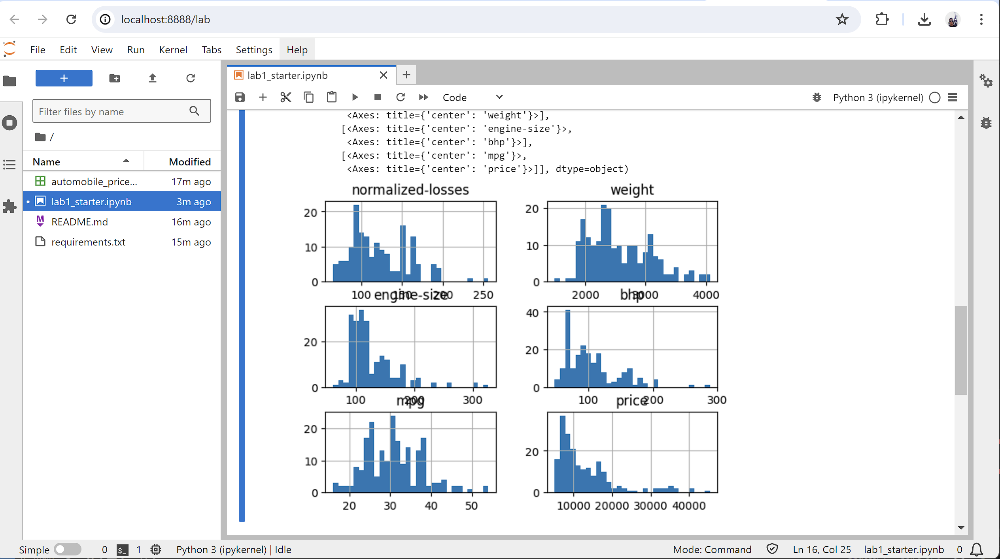 localhost:8888/lab
File Edit View Run Kernel Tabs Settings Help
lab1_starter.ipynb
Filter files by name
Code
Python 3 (ipykernel)
/
Name Modified
automobile_price... 17m ago
lab1_starter.ipynb 3m ago
README.md 16m ago
requirements.txt 15m ago
<Axes: title={'center': 'weight'}>],
[<Axes: title={'center': 'engine-size'}>,
<Axes: title={'center': 'bhp'}>],
[<Axes: title={'center': 'mpg'}>,
<Axes: title={'center': 'price'}>]], dtype=object)
normalized-losses
20
10
0
100 150 200 250
weight
20
10
0
2000 3000 4000
engine-size
20
0
100 200 300
bhp
40
20
0
100 200 300
mpg
20
10
0
20 30 40 50
price
20
0
10000 20000 30000 40000
Simple 0 $_ 1 Python 3 (ipykernel) | Idle Mode: Command Ln 16, Col 25 lab1_starter.ipynb 0